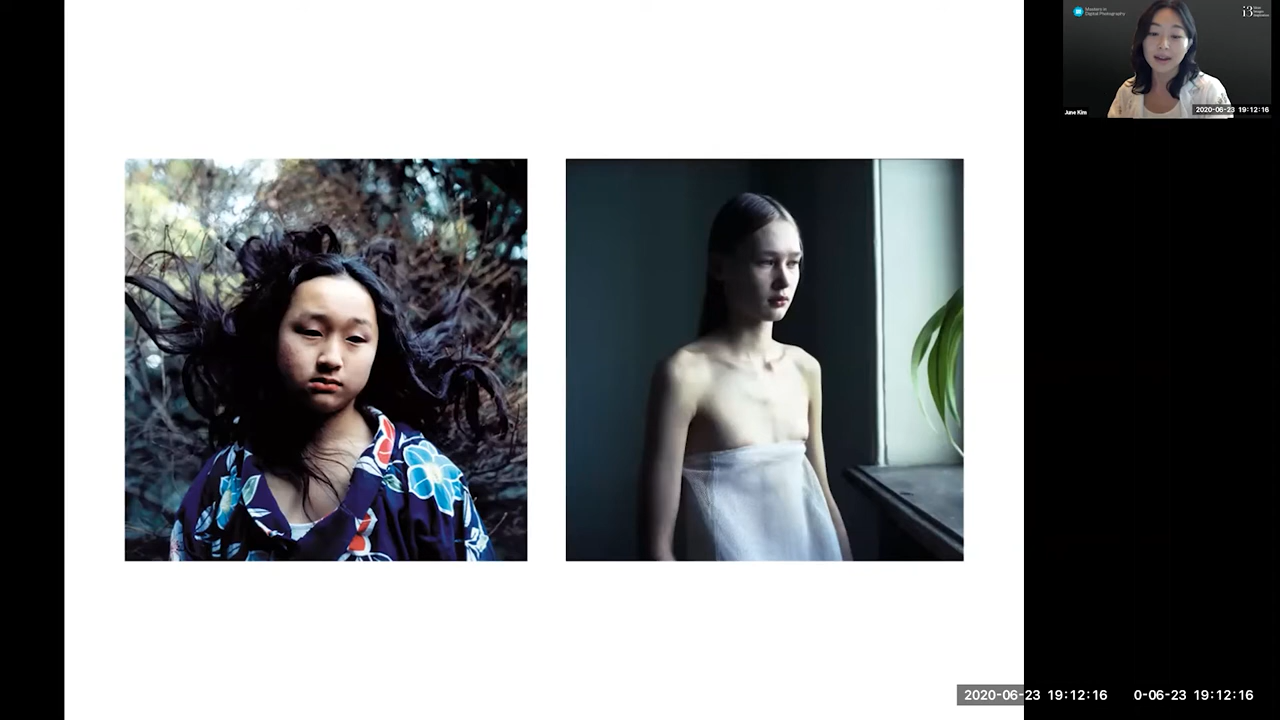 Masters in
Digital Photography
i3
2020-06-23 19:12:16
June Kim
2020-06-23 19:12:16
0-06-23 19:12:16